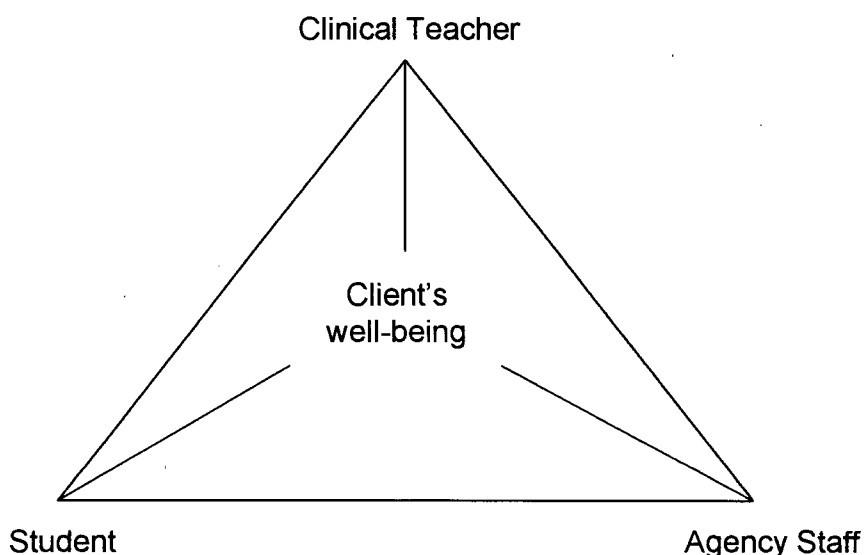 Clinical Teacher
Client's
well-being
Student
Agency Staff